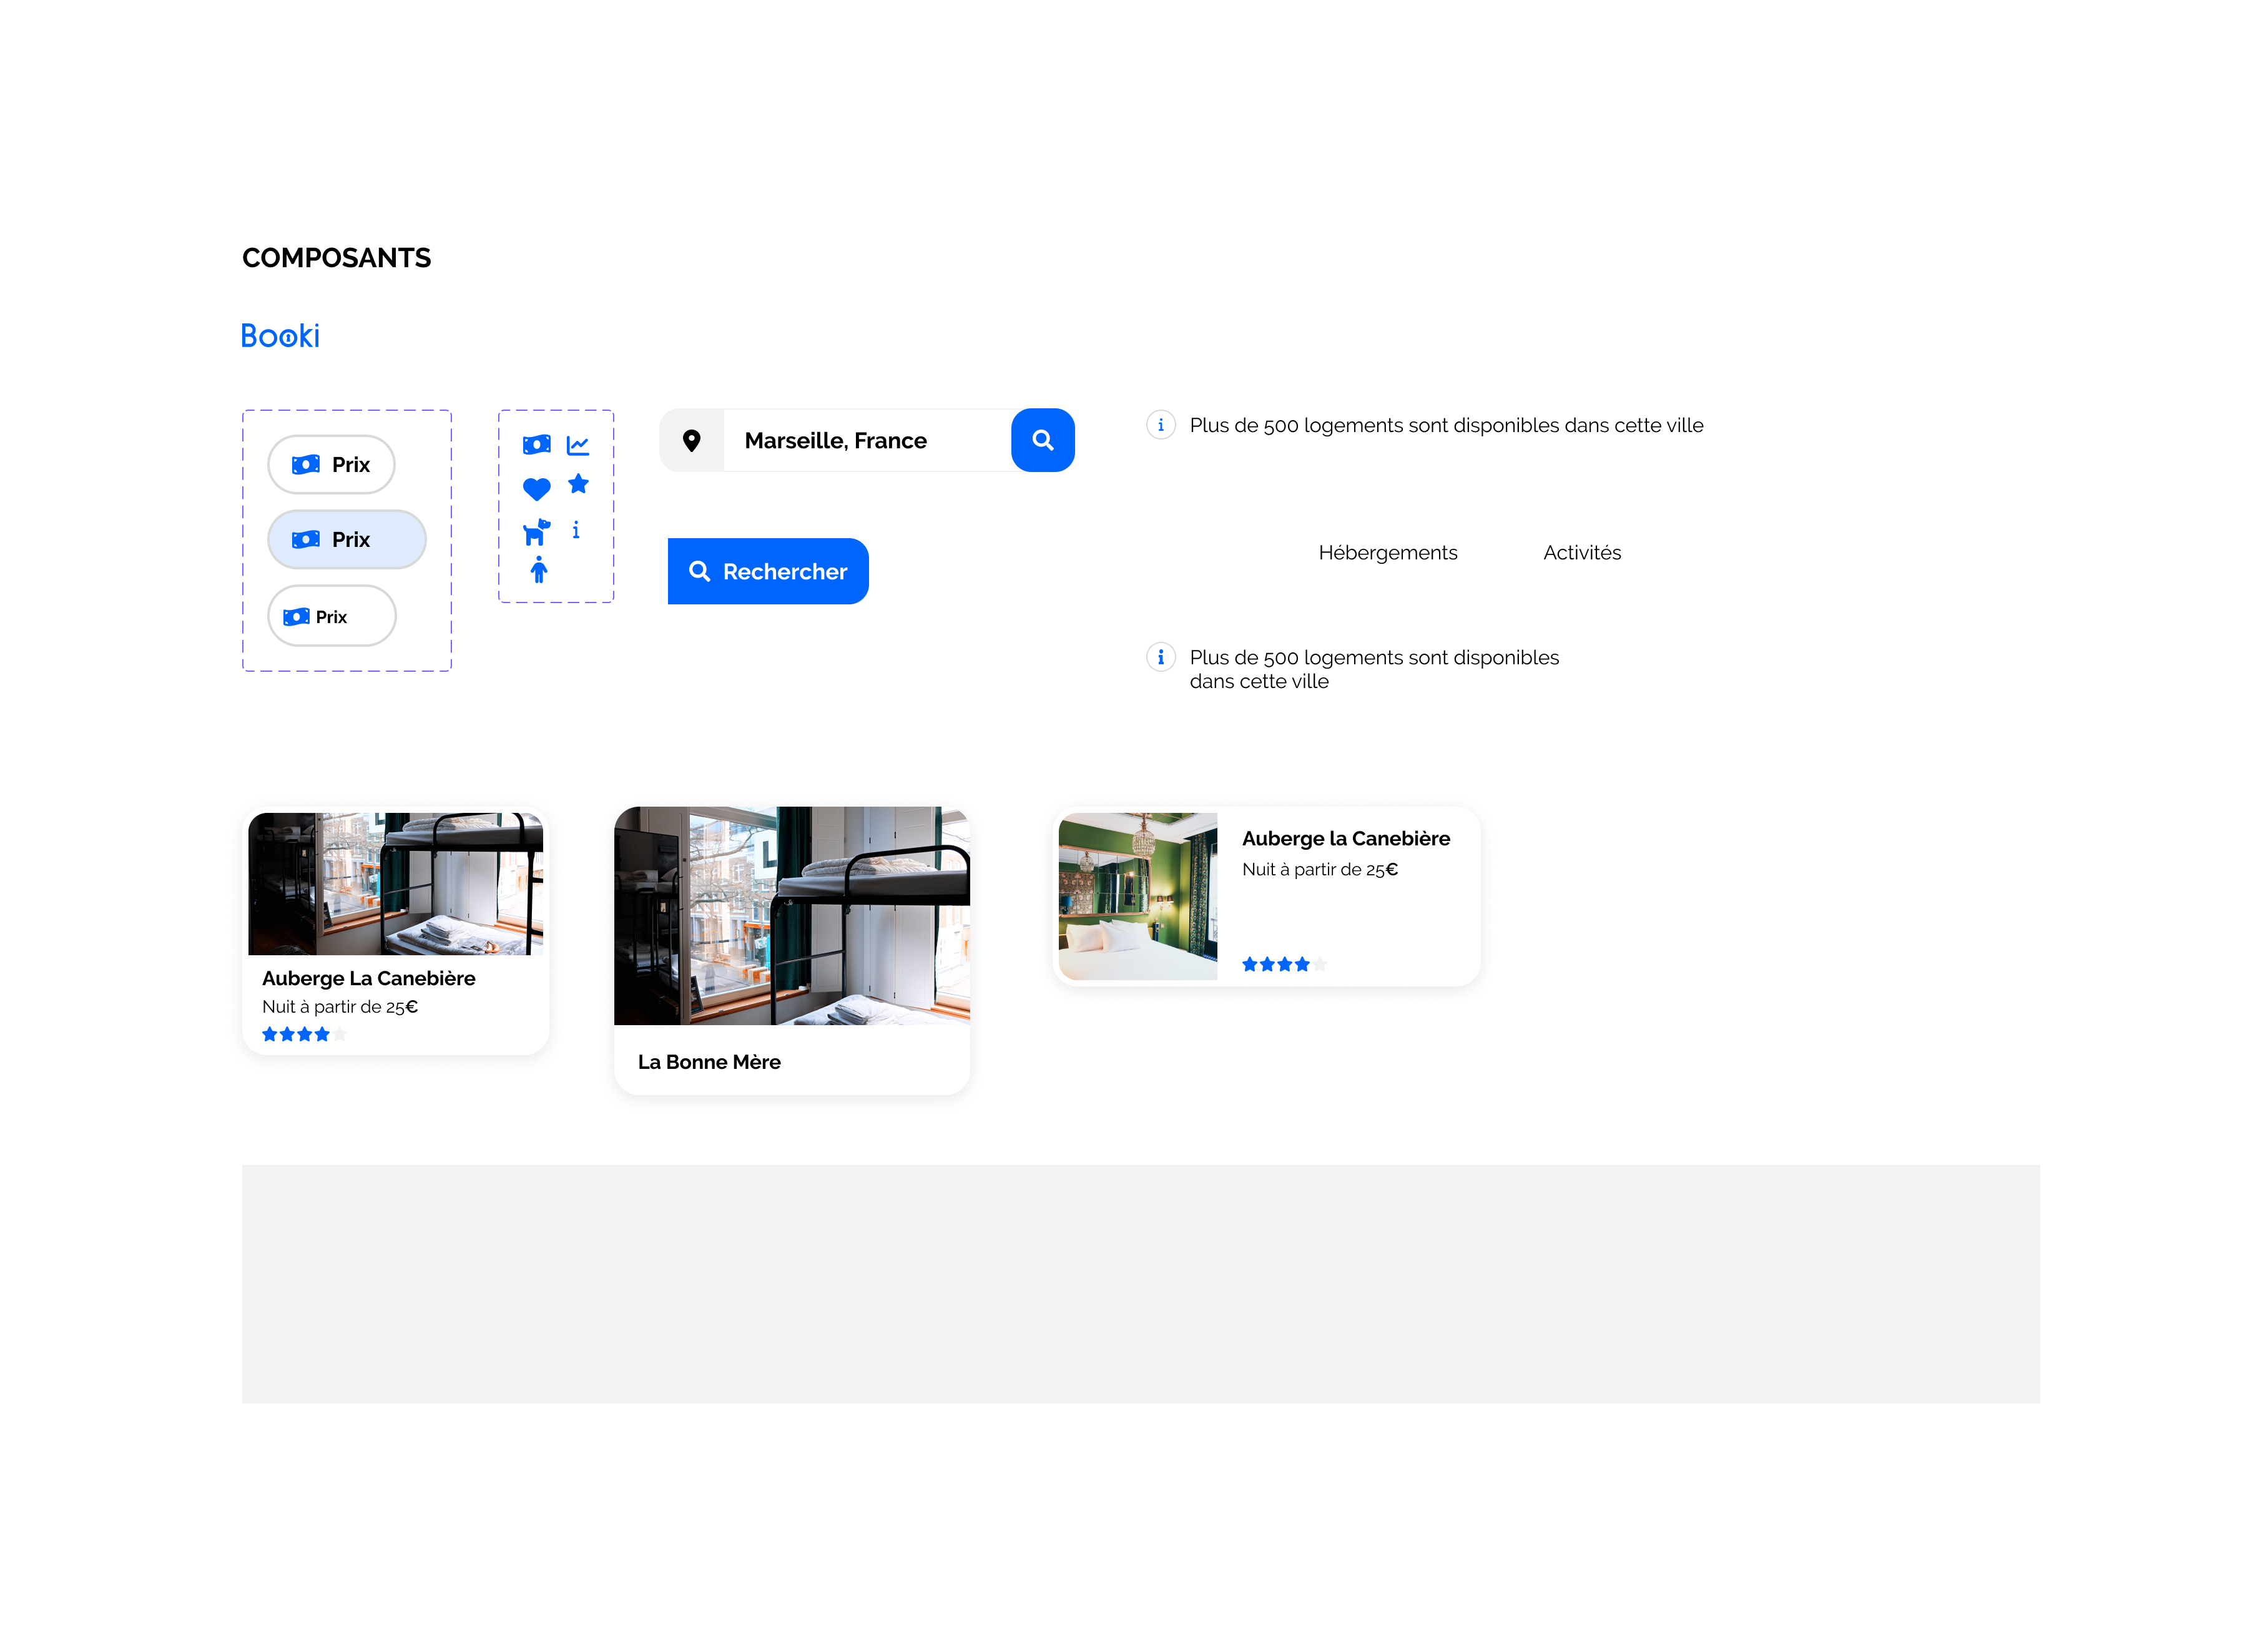 COMPOSANTS
Booki
Prix
Prix
Prix
Marseille, France
Rechercher
Plus de 500 logements sont disponibles dans cette ville
Hébergements
Activités
Plus de 500 logements sont disponibles
dans cette ville
Auberge La Canebière
Nuit à partir de 25€
La Bonne Mère
Auberge la Canebière
Nuit à partir de 25€